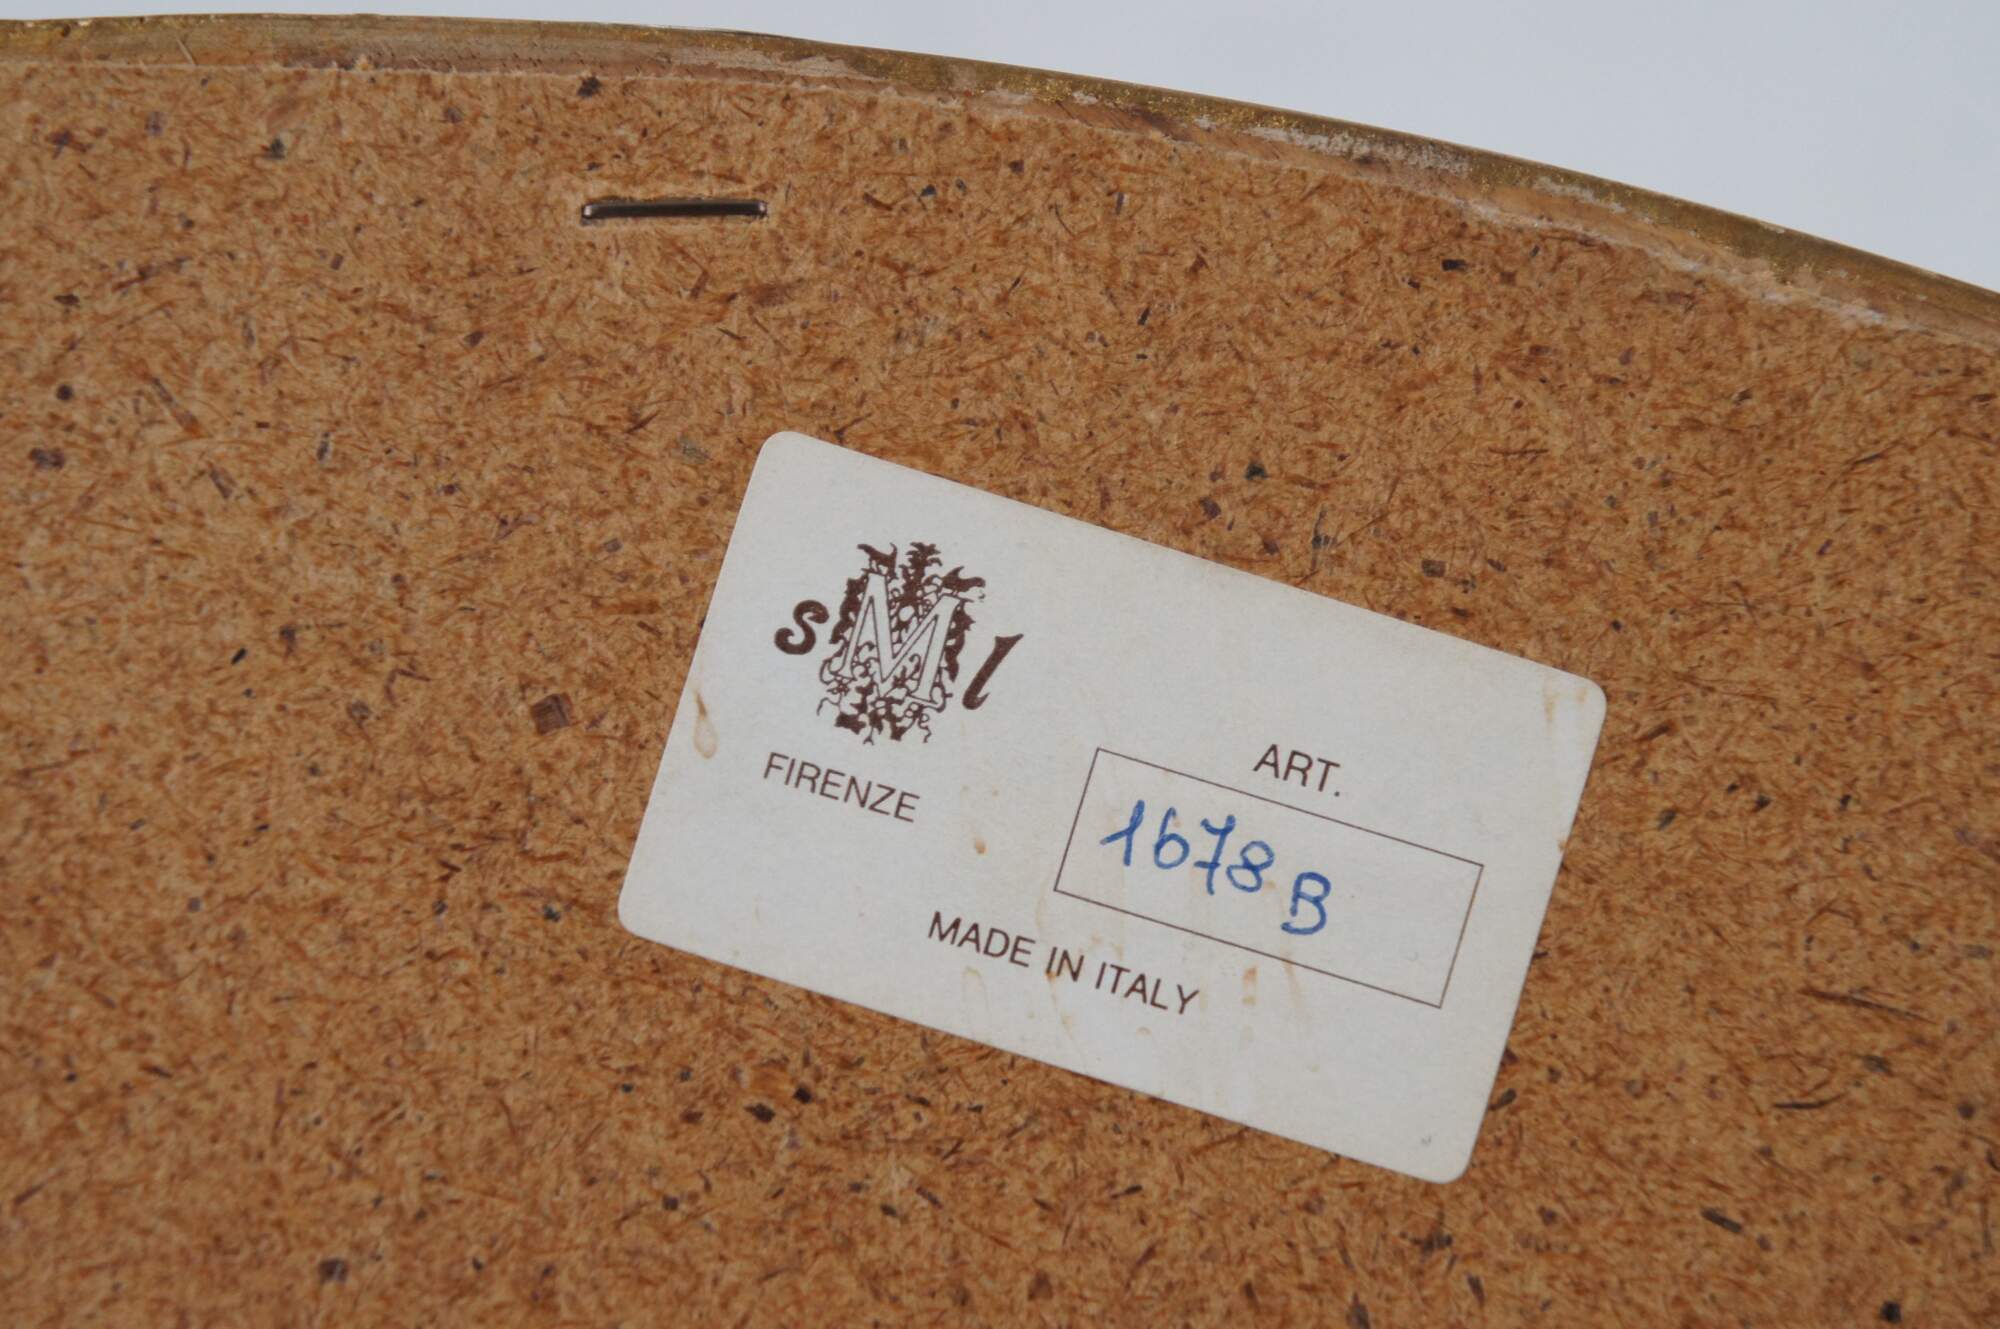 sMl
FIRENZE
ART.
1678 B
MADE IN ITALY